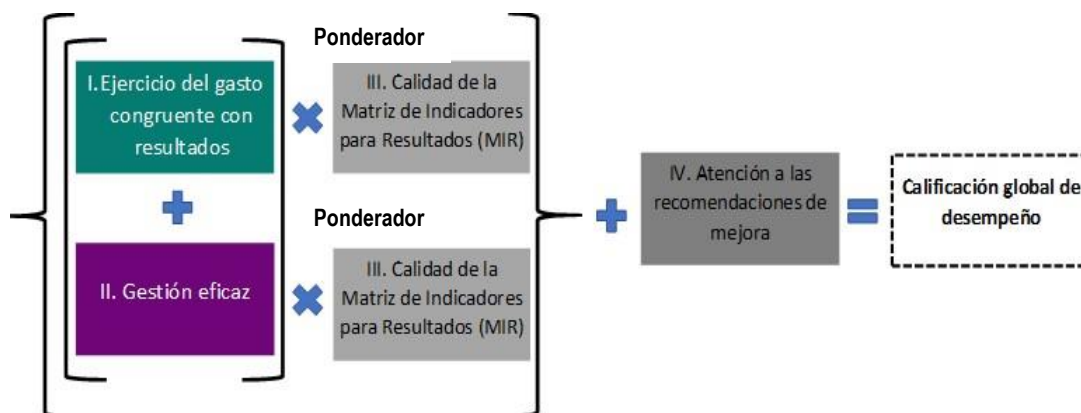 Ponderador
I.Ejercicio del gasto
congruente con
resultados
III. Calidad de la
Matriz de Indicadores
para Resultados (MIR)
Ponderador
II. Gestión eficaz
III. Calidad de la
Matriz de Indicadores
para Resultados (MIR)
IV. Atención a las
recomendaciones de
mejora
Calificación global de
desempeño